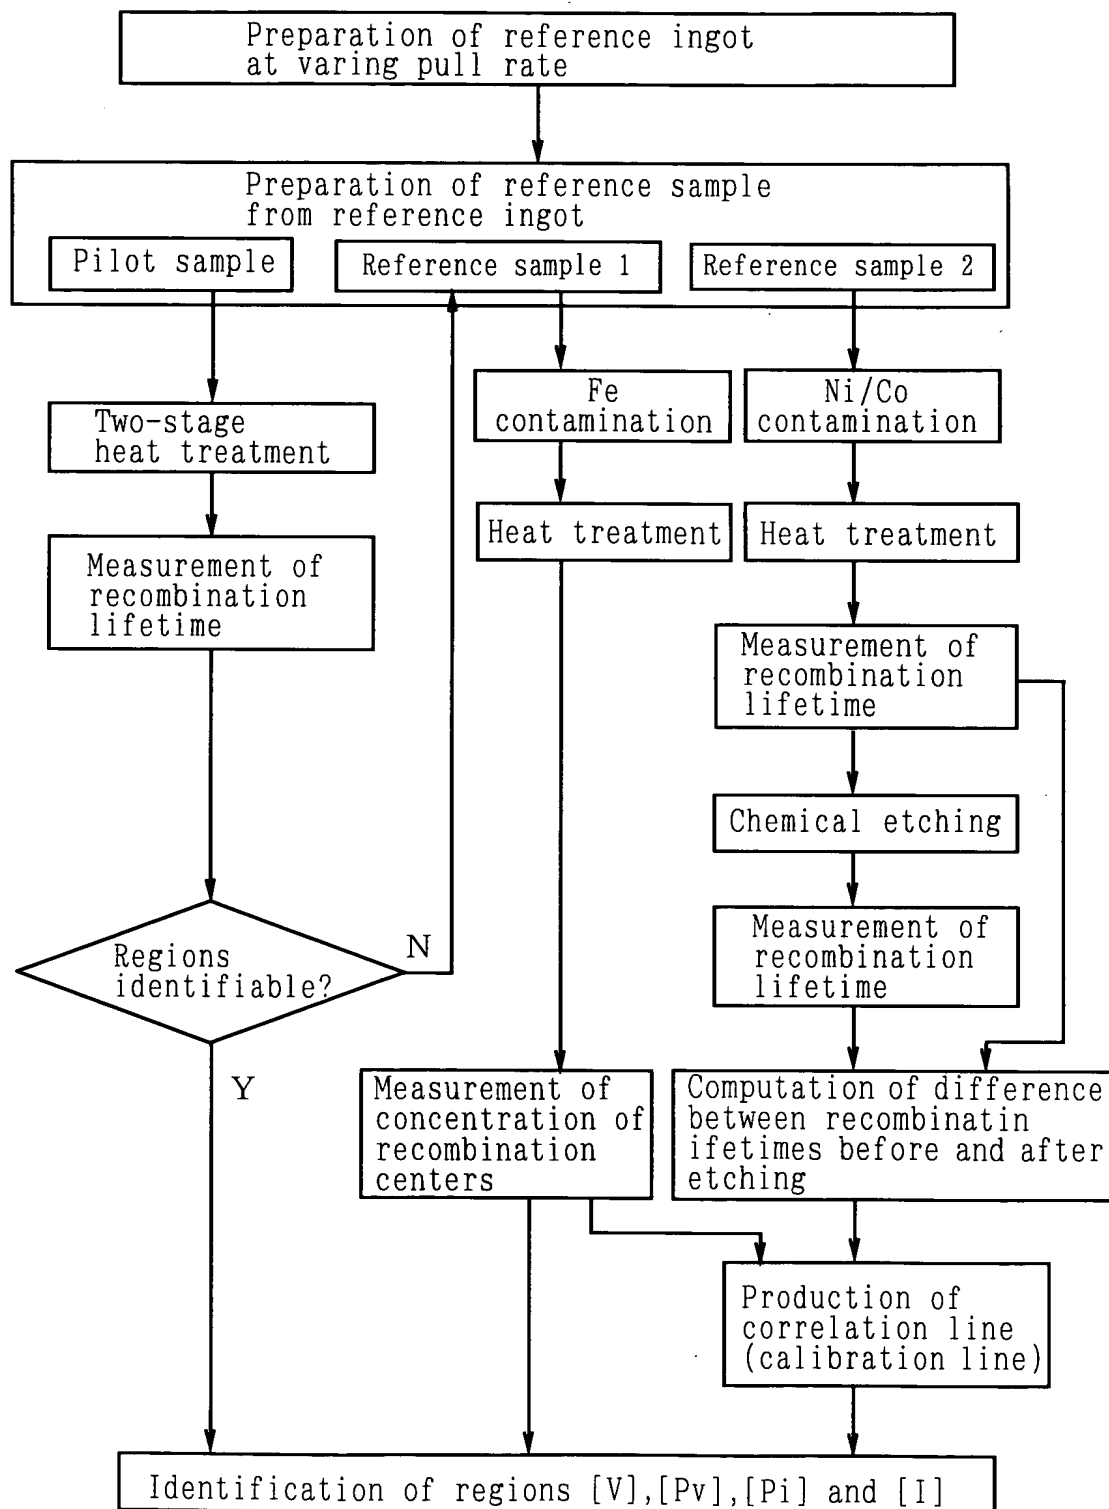 Preparation of reference ingot
at varing pull rate
Preparation of reference sample
from reference ingot
Pilot sample
Reference sample 1
Reference sample 2
Two-stage
heat treatment
Measurement of
recombination
lifetime
Regions
identifiable?
N
Y
Fe
contamination
Heat treatment
Measurement of
concentration of
recombination
centers
Ni/Co
contamination
Heat treatment
Measurement of
recombination
lifetime
Chemical etching
Measurement of
recombination
lifetime
Computation of difference
between recombinatin
ifetimes before and after
etching
Production of
correlation line
(calibration line)
Identification of regions [V],[Pv],[Pi] and [I]